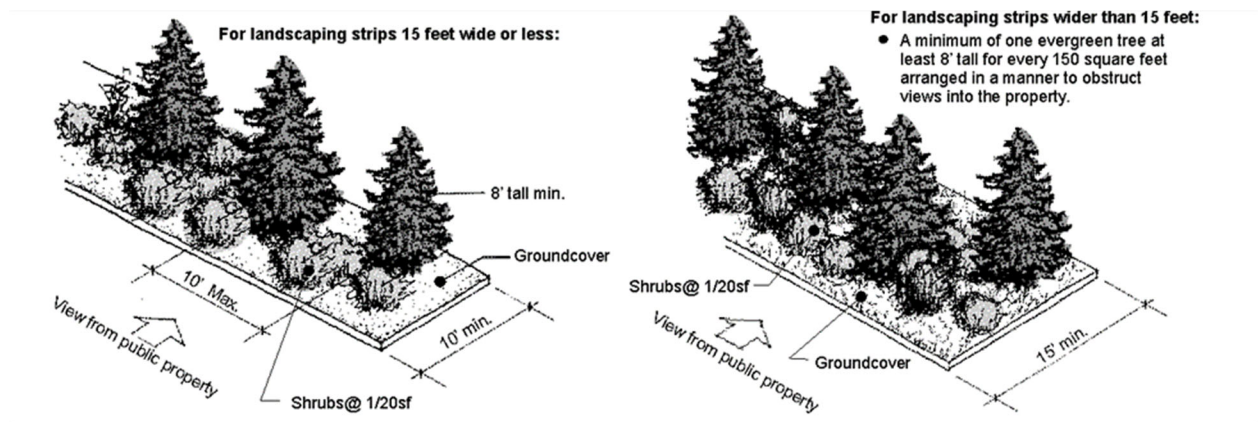 For landscaping strips 15 feet wide or less:
8' tall min.
Groundcover
10' Max.
10' min.
View from public property
Shrubs@ 1/20sf
For landscaping strips wider than 15 feet:
● A minimum of one evergreen tree at
least 8' tall for every 150 square feet
arranged in a manner to obstruct
views into the property.
Shrubs@ 1/20sf
View from public property
Groundcover
15' min.